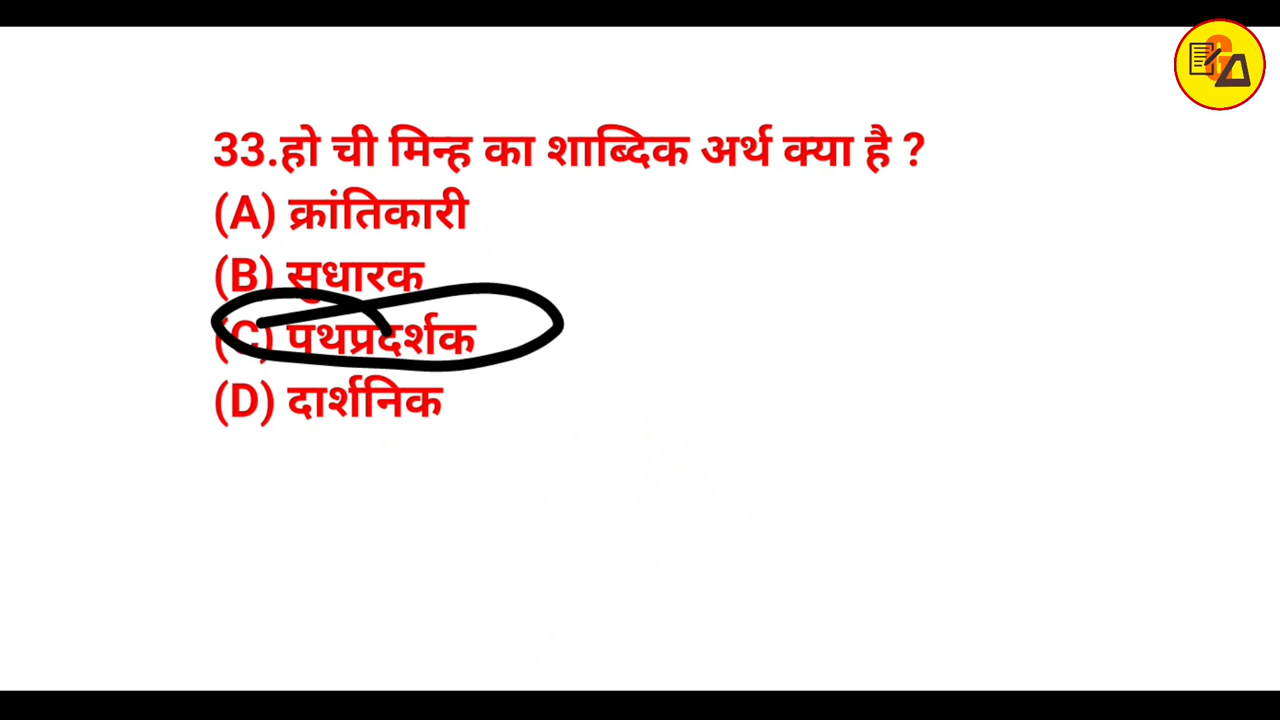 33.हो ची मिन्ह का शाब्दिक अर्थ क्या है ?
(A) क्रांतिकारी
(B) सुधारक
(C) पथप्रदर्शक
(D) दार्शनिक
G